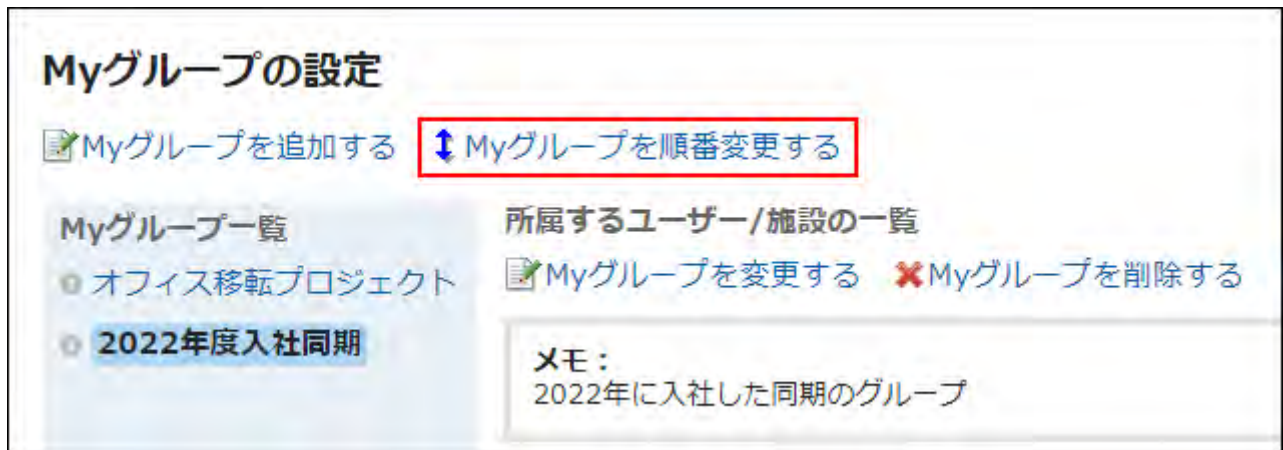 Myグループの設定
Myグループを追加する Myグループを順番変更する
Myグループ一覧
オフィス移転プロジェクト
2022年度入社同期
所属するユーザー/施設の一覧
Myグループを変更する Myグループを削除する
メモ：
2022年に入社した同期のグループ